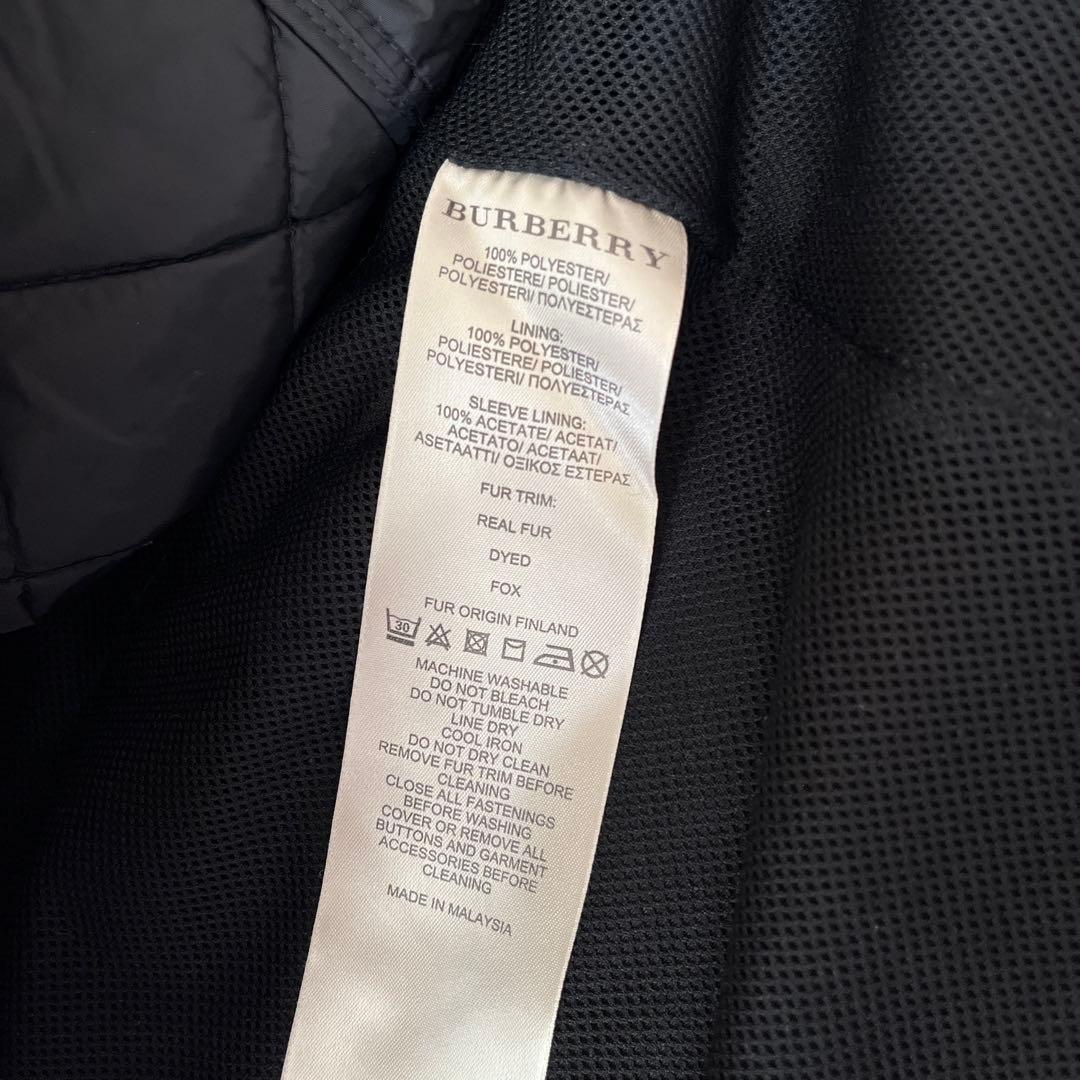 BURBERRY
100% POLYESTER/
POLIESTERE/ POLIESTER/
POLYESTERI/ ΠΟΛΥΕΣΤΕΡΑΣ
LINING:
100% POLYESTER/
POLIESTERE/ POLIESTER/
POLYESTERI/ ΠΟΛΥΕΣΤΕΡΑΣ
SLEEVE LINING:
100% ACETATE/ ACETAT/
ACETATO/ ACETAAT/
ASETAATTI/ ΟΞΙΚΟΣ ΕΣΤΕΡΑΣ
FUR TRIM:
REAL FUR
DYED
FOX
FUR ORIGIN FINLAND
30
MACHINE WASHABLE
DO NOT BLEACH
DO NOT TUMBLE DRY
LINE DRY
COOL IRON
DO NOT DRY CLEAN
REMOVE FUR TRIM BEFORE
CLEANING
CLOSE ALL FASTENINGS
BEFORE WASHING
COVER OR REMOVE ALL
BUTTONS AND GARMENT
ACCESSORIES BEFORE
CLEANING
MADE IN MALAYSIA